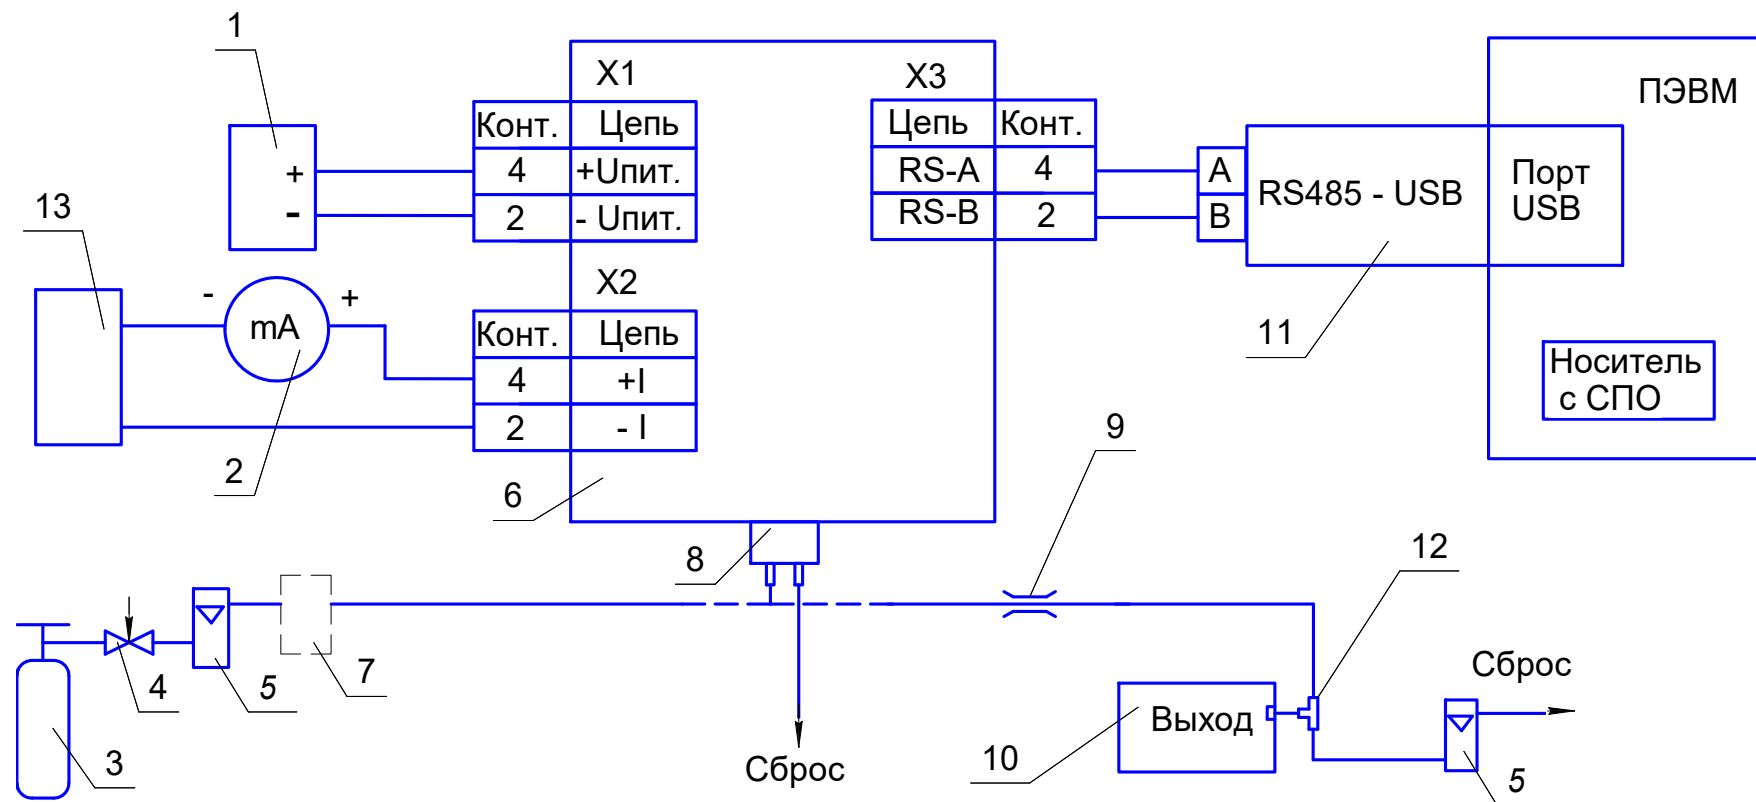 1
X1
X3
ПЭВМ
Конт. Цепь
Цепь Конт.
+ 4 +Uпит.
RS-A 4 A
- 2 - Uпит.
RS-B 2 B
RS485 - USB
Порт
USB
13
X2
- mA +
Конт. Цепь
4 +I
2 - I
11
Носитель
с СПО
2
6
9
8
12
4
5
7
3
Сброс
Выход
10
Сброс
5